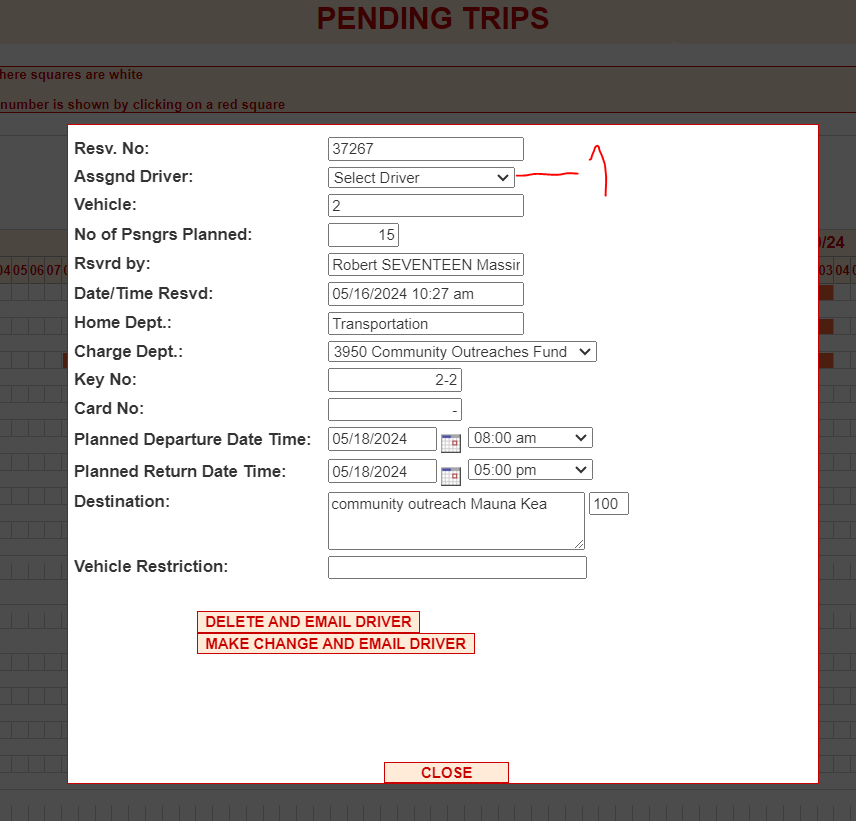 PENDING TRIPS
here squares are white
number is shown by clicking on a red square
Resv. No: 37267
Assgnd Driver: Select Driver 1
Vehicle: 2
No of Psngrs Planned: 15
Rsvrd by: Robert SEVENTEEN Massir
Date/Time Resvd: 05/16/2024 10:27 am
Home Dept.: Transportation
Charge Dept.: 3950 Community Outreaches Fund
Key No: 2-2
Card No: -
Planned Departure Date Time: 05/18/2024 08:00 am
Planned Return Date Time: 05/18/2024 05:00 pm
Destination: community outreach Mauna Kea 100
Vehicle Restriction:
DELETE AND EMAIL DRIVER
MAKE CHANGE AND EMAIL DRIVER
CLOSE
/24
04 05 06 07
03 04